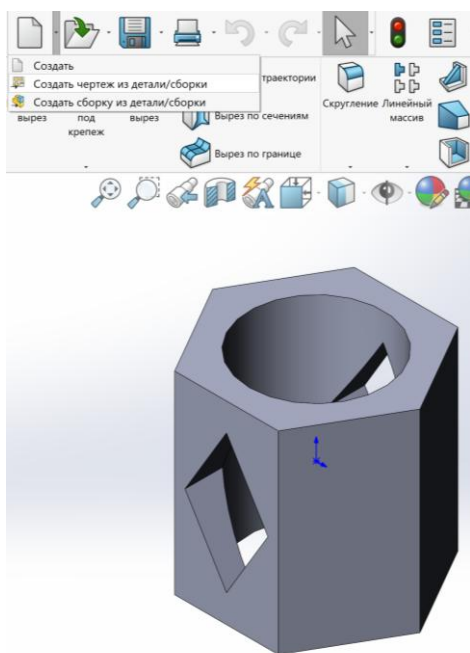 Создать
Создать чертеж из детали/сборки
Создать сборку из детали/сборки
траектории
вырез
под
крепеж
вырез
Вырез по сечениям
Вырез по границе
Скругление
Линейный
массив